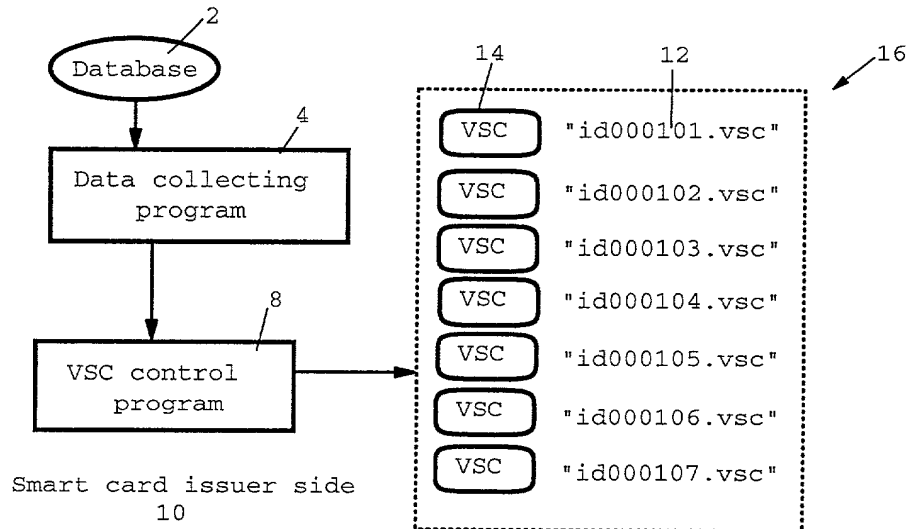 2
Database
4
Data collecting
program
8
VSC control
program
Smart card issuer side
10
14
12
16
VSC "id000101.vsc"
VSC "id000102.vsc"
VSC "id000103.vsc"
VSC "id000104.vsc"
VSC "id000105.vsc"
VSC "id000106.vsc"
VSC "id000107.vsc"